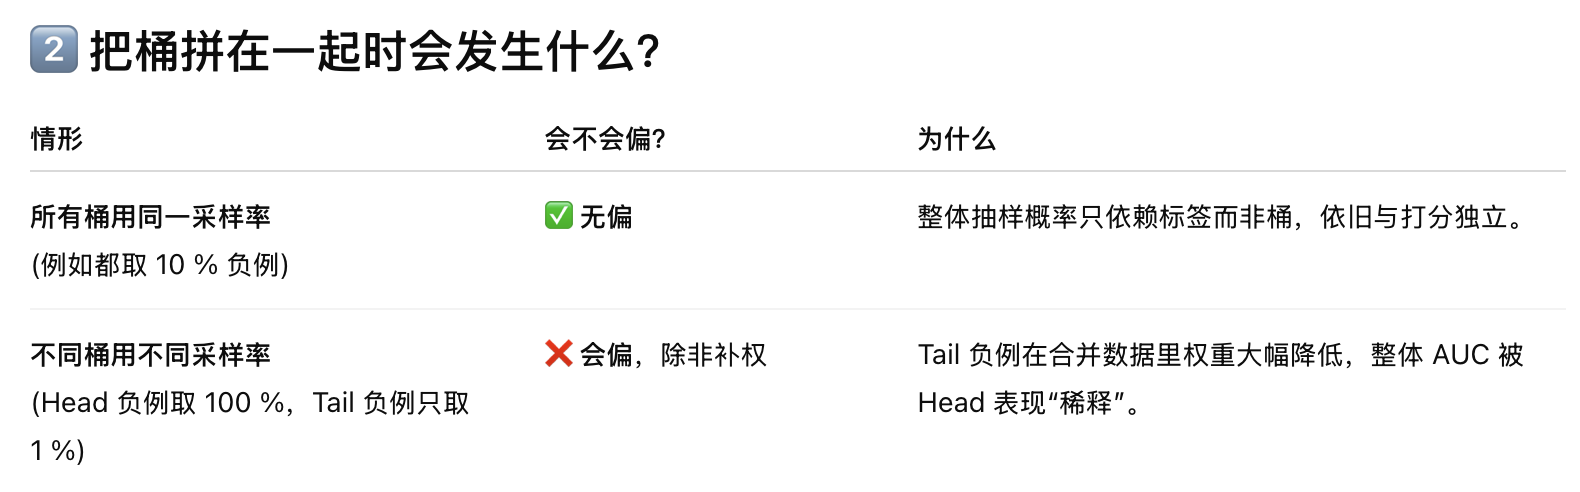 2️⃣ 把桶拼在一起时会发生什么?
情形 会不会偏? 为什么
所有桶用同一采样率 ✅ 无偏 整体抽样概率只依赖标签而非桶，依旧与打分独立。
(例如都取 10 % 负例)
不同桶用不同采样率 ❌ 会偏，除非补权 Tail 负例在合并数据里权重大幅降低，整体 AUC 被
(Head 负例取 100 %，Tail 负例只取 Head 表现“稀释”。
1 %)